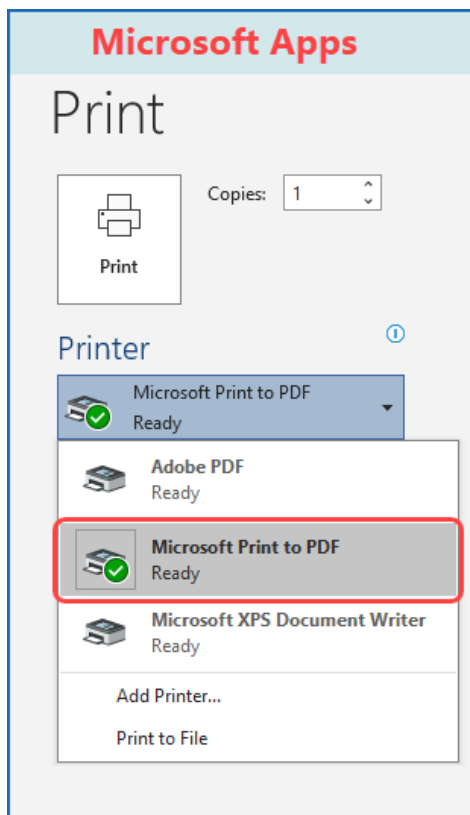 Microsoft Apps
Print
Copies: 1
Print
Printer
Microsoft Print to PDF
Ready
Adobe PDF
Ready
Microsoft Print to PDF
Ready
Microsoft XPS Document Writer
Ready
Add Printer...
Print to File